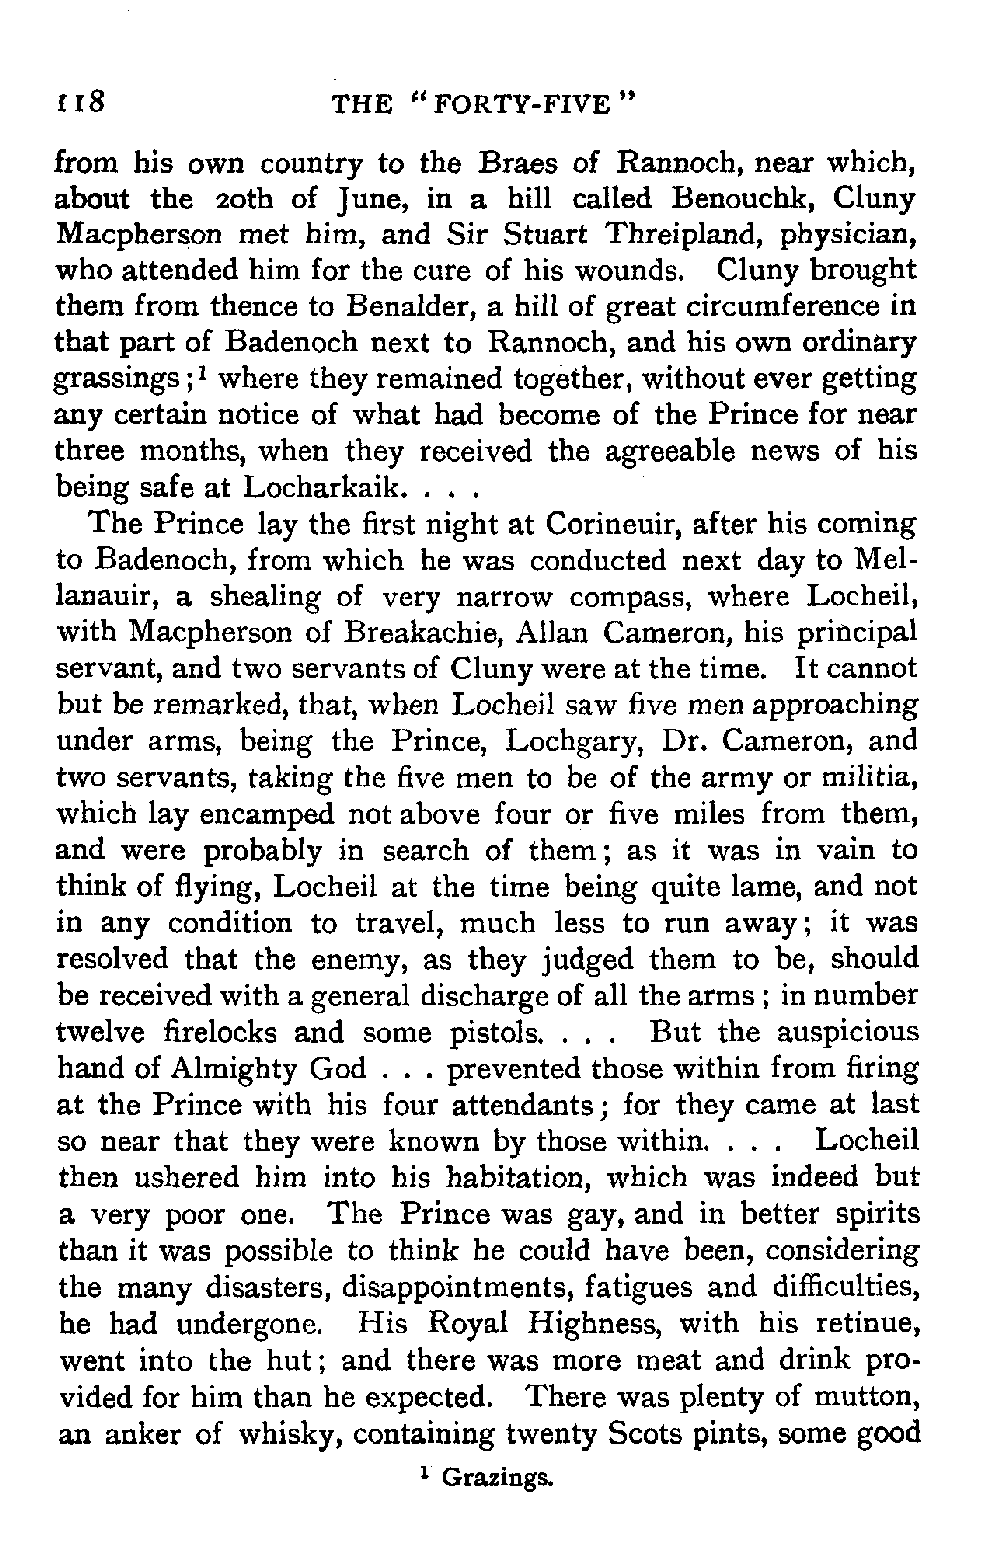 118 THE "FORTY-FIVE"
from his own country to the Braes of Rannoch, near which,
about the 20th of June, in a hill called Benouchk, Cluny
Macpherson met him, and Sir Stuart Threipland, physician,
who attended him for the cure of his wounds. Cluny brought
them from thence to Benalder, a hill of great circumference in
that part of Badenoch next to Rannoch, and his own ordinary
grassings;¹ where they remained together, without ever getting
any certain notice of what had become of the Prince for near
three months, when they received the agreeable news of his
being safe at Locharkaik. . . .
The Prince lay the first night at Corineuir, after his coming
to Badenoch, from which he was conducted next day to Mel-
lanauir, a shealing of very narrow compass, where Locheil,
with Macpherson of Breakachie, Allan Cameron, his principal
servant, and two servants of Cluny were at the time. It cannot
but be remarked, that, when Locheil saw five men approaching
under arms, being the Prince, Lochgary, Dr. Cameron, and
two servants, taking the five men to be of the army or militia,
which lay encamped not above four or five miles from them,
and were probably in search of them; as it was in vain to
think of flying, Locheil at the time being quite lame, and not
in any condition to travel, much less to run away; it was
resolved that the enemy, as they judged them to be, should
be received with a general discharge of all the arms; in number
twelve firelocks and some pistols. . . . But the auspicious
hand of Almighty God . . . prevented those within from firing
at the Prince with his four attendants; for they came at last
so near that they were known by those within. . . . Locheil
then ushered him into his habitation, which was indeed but
a very poor one. The Prince was gay, and in better spirits
than it was possible to think he could have been, considering
the many disasters, disappointments, fatigues and difficulties,
he had undergone. His Royal Highness, with his retinue,
went into the hut; and there was more meat and drink pro-
vided for him than he expected. There was plenty of mutton,
an anker of whisky, containing twenty Scots pints, some good
¹ Grazings.